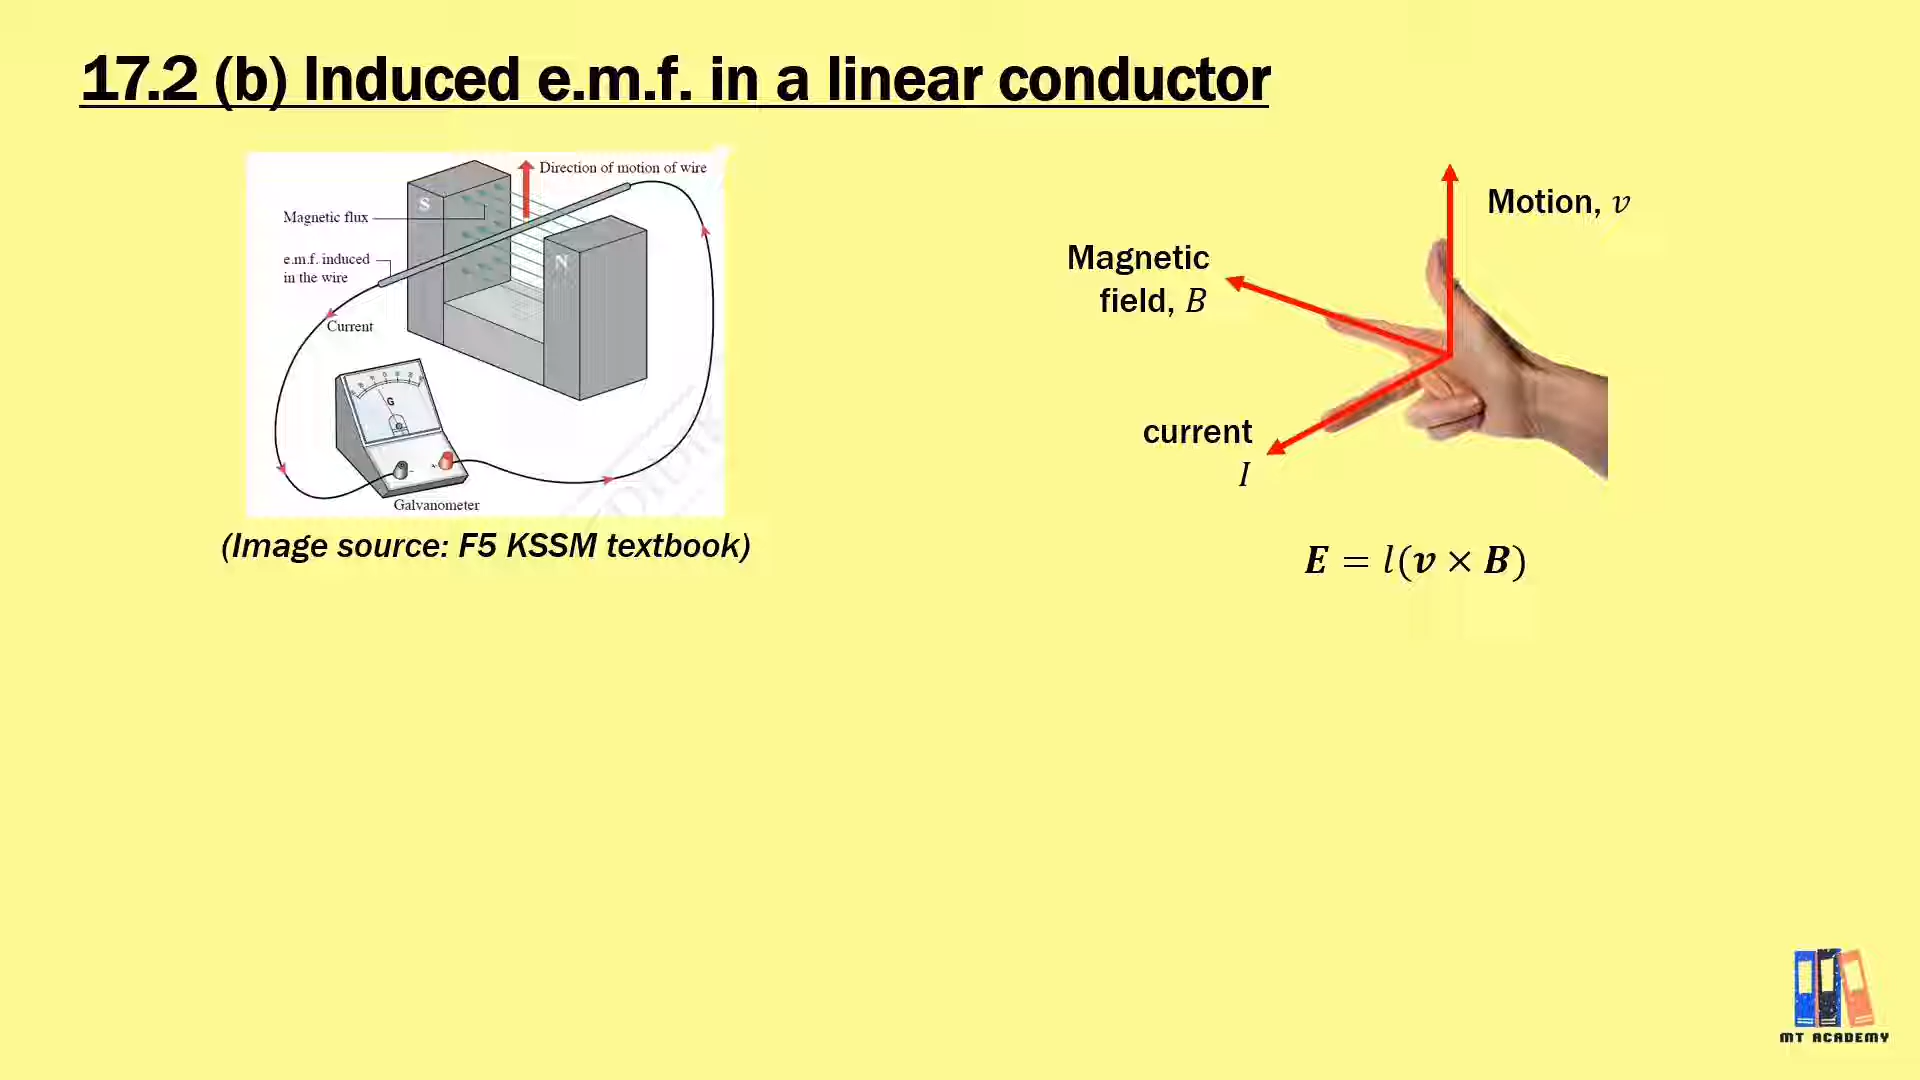 17.2 (b) Induced e.m.f. in a linear conductor
Direction of motion of wire
S
Magnetic flux
N
e.m.f. induced
in the wire
Current
G
- +
Galvanometer
(Image source: F5 KSSM textbook)
Motion, v
Magnetic
field, B
current
I
E = l(v × B)
MT ACADEMY